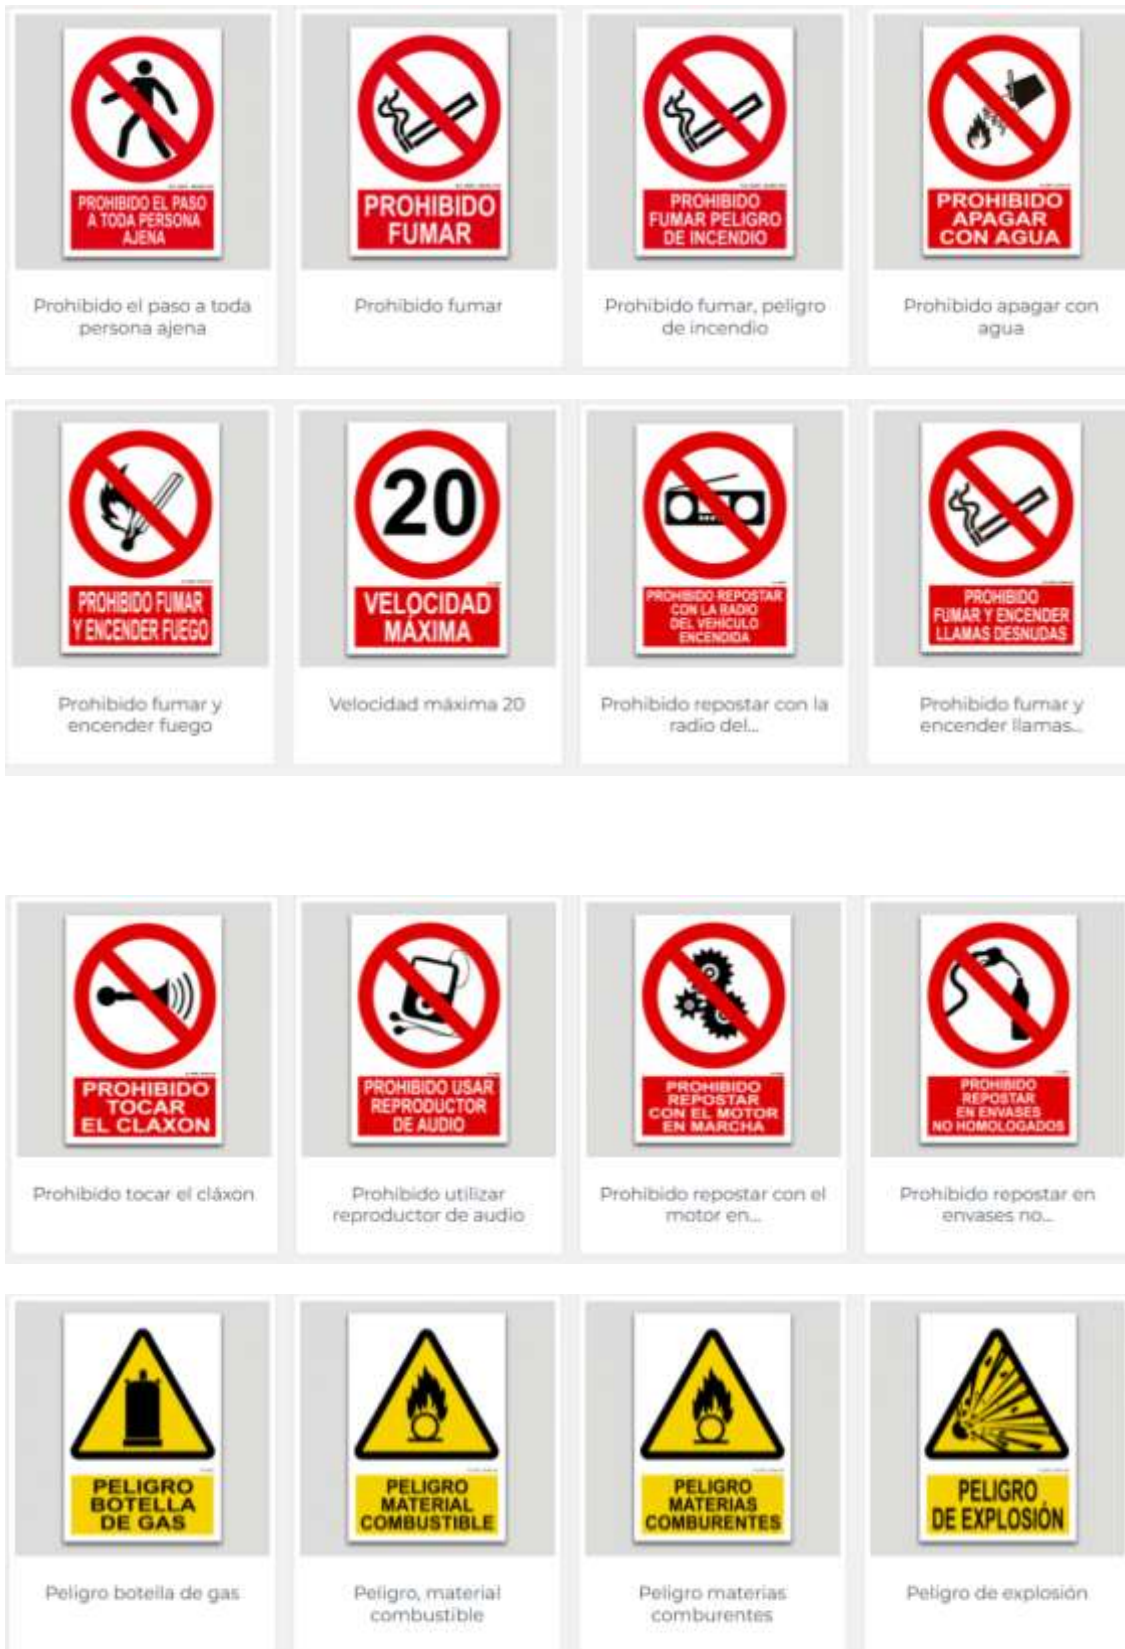 PROHIBIDO EL PASO
A TODA PERSONA
AJENA
PROHIBIDO
FUMAR
PROHIBIDO
FUMAR PELIGRO
DE INCENDIO
PROHIBIDO
APAGAR
CON AGUA
Prohibido el paso a toda
persona ajena
Prohibido fumar
Prohibido fumar, peligro
de incendio
Prohibido apagar con
agua
PROHIBIDO FUMAR
Y ENCENDER FUEGO
20
VELOCIDAD
MÁXIMA
PROHIBIDO REPOSTAR
CON LA RADIO
DEL VEHÍCULO
ENCENDIDA
PROHIBIDO
FUMAR Y ENCENDER
LLAMAS DESNUDAS
Prohibido fumar y
encender fuego
Velocidad máxima 20
Prohibido repostar con la
radio del...
Prohibido fumar y
encender llamas...
PROHIBIDO
TOCAR
EL CLAXON
PROHIBIDO USAR
REPRODUCTOR
DE AUDIO
PROHIBIDO
REPOSTAR
CON EL MOTOR
EN MARCHA
PROHIBIDO
REPOSTAR
EN ENVASES
NO HOMOLOGADOS
Prohibido tocar el cláxon
Prohibido utilizar
reproductor de audio
Prohibido repostar con el
motor en...
Prohibido repostar en
envases no...
PELIGRO
BOTELLA
DE GAS
PELIGRO
MATERIAL
COMBUSTIBLE
PELIGRO
MATERIAS
COMBURENTES
PELIGRO
DE EXPLOSIÓN
Peligro botella de gas
Peligro, material
combustible
Peligro materias
comburentes
Peligro de explosión